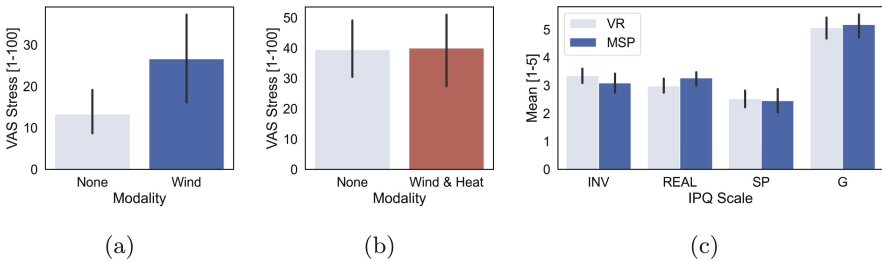 VAS Stress [1-100]
30
20
10
0
None Wind
Modality
(a)
VAS Stress [1-100]
50
40
30
20
10
0
None Wind & Heat
Modality
(b)
VR
MSP
Mean [1-5]
5
4
3
2
1
0
INV REAL SP G
IPQ Scale
(c)